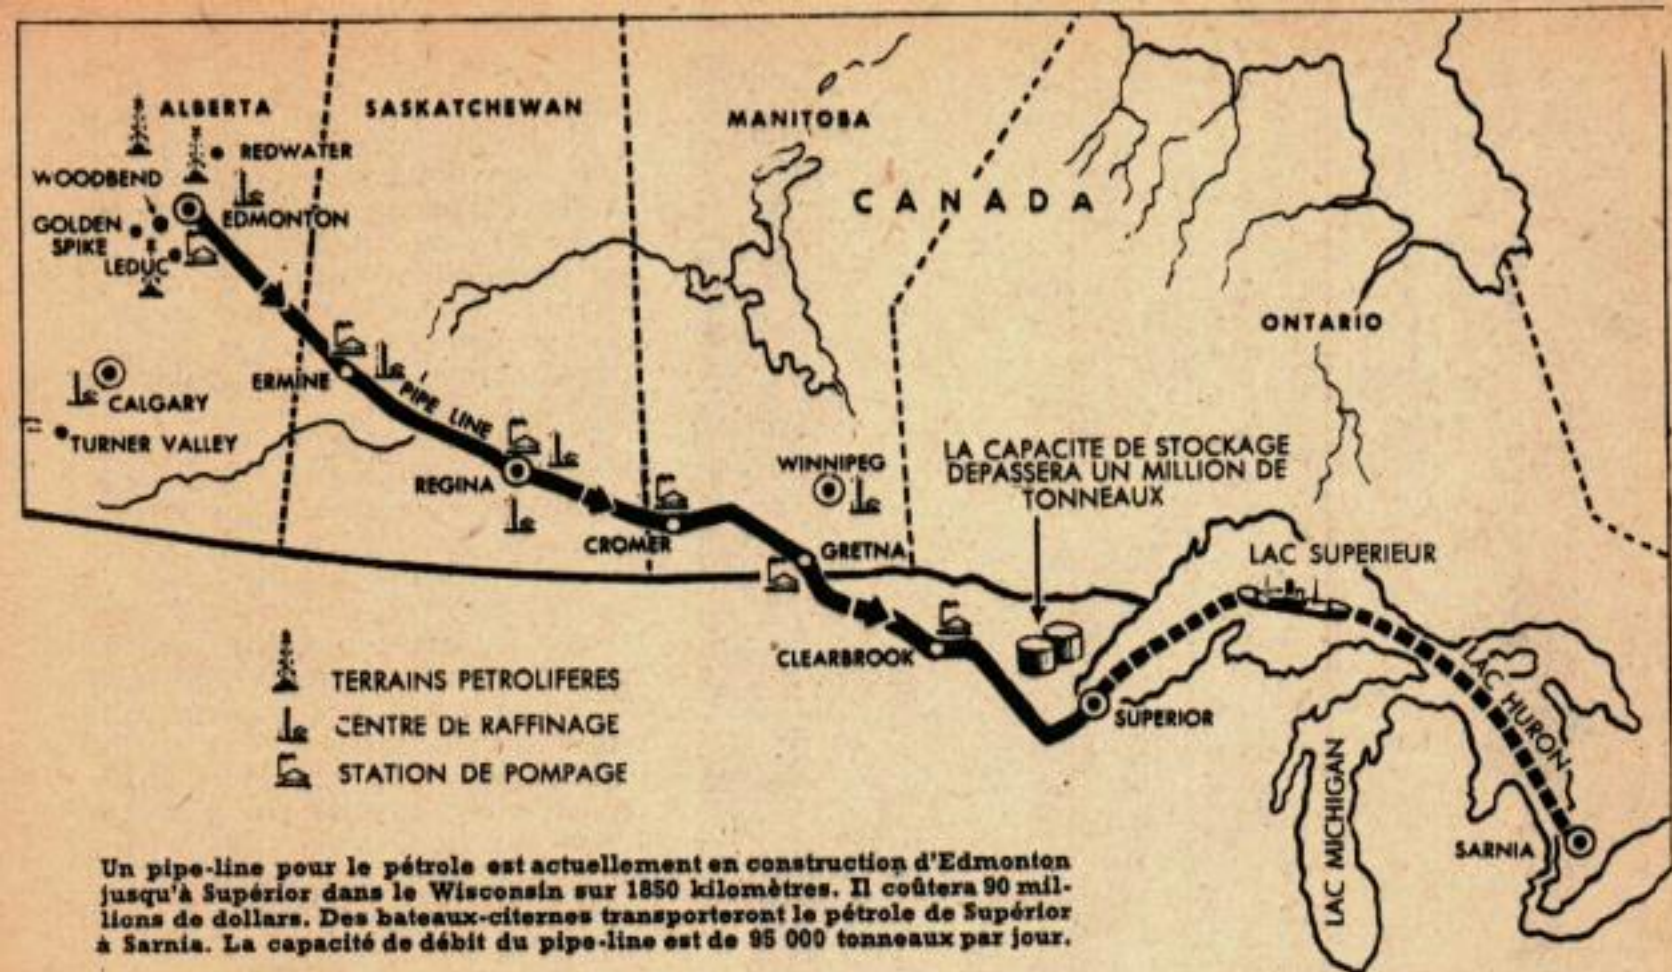 ALBERTA
SASKATCHEWAN
MANITOBA
REDWATER
WOODBEND
CANADA
EDMONTON
GOLDEN
SPIKE
LEDUC
ONTARIO
ERMINE
PIPE LINE
CALGARY
TURNER VALLEY
LA CAPACITE DE STOCKAGE
DEPASSERA UN MILLION DE
TONNEAUX
WINNIPEG
REGINA
CROMER
GRETNA
LAC SUPERIEUR
CLEARBROOK
TERRAINS PETROLIFERES
CENTRE DE RAFFINAGE
STATION DE POMPAGE
SUPERIOR
LAC HURON
LAC MICHIGAN
SARNIA
Un pipe-line pour le pétrole est actuellement en construction d'Edmonton
jusqu'à Supérior dans le Wisconsin sur 1850 kilomètres. Il coûtera 90 mil-
lions de dollars. Des bateaux-citernes transporteront le pétrole de Supérior
à Sarnia. La capacité de débit du pipe-line est de 95 000 tonneaux par jour.